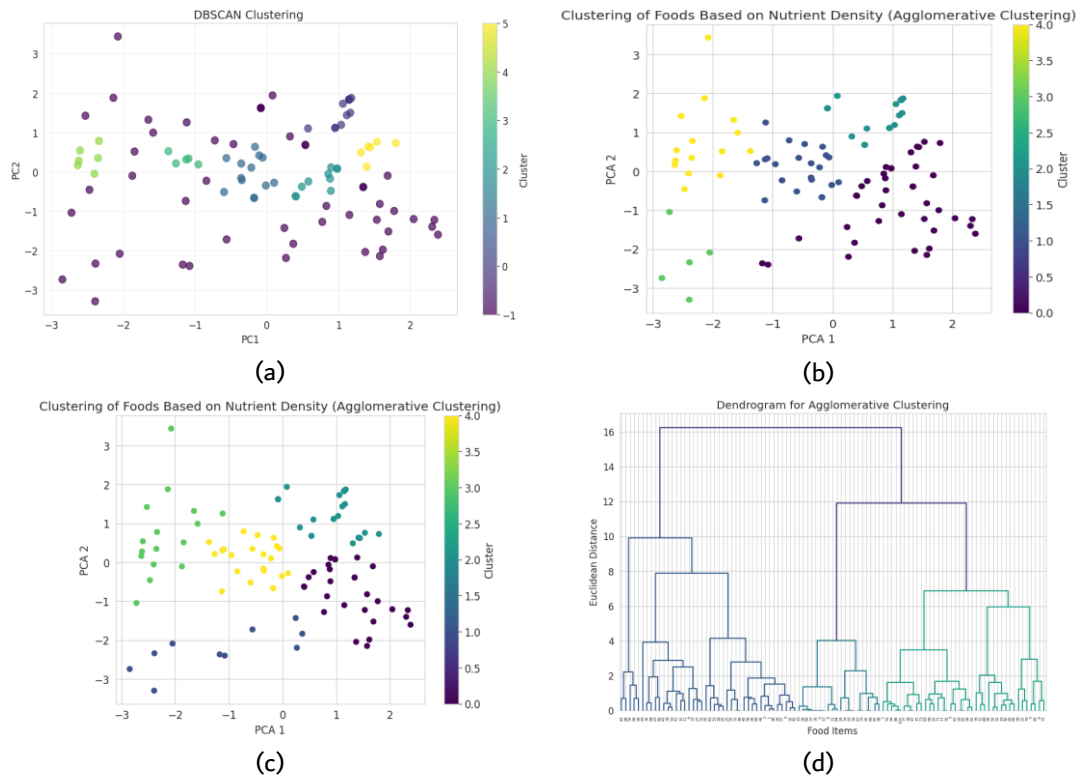 DBSCAN Clustering
3
2
1
0
−1
−2
−3
PC2
−3 −2 −1 0 1 2
PC1
5
4
3
2
1
0
−1
Cluster
(a)
Clustering of Foods Based on Nutrient Density (Agglomerative Clustering)
3
2
1
0
−1
−2
−3
PCA 2
−3 −2 −1 0 1 2
PCA 1
4.0
3.5
3.0
2.5
2.0
1.5
1.0
0.5
0.0
Cluster
(b)
Clustering of Foods Based on Nutrient Density (Agglomerative Clustering)
3
2
1
0
−1
−2
−3
PCA 2
−3 −2 −1 0 1 2
PCA 1
4.0
3.5
3.0
2.5
2.0
1.5
1.0
0.5
0.0
Cluster
(c)
Dendrogram for Agglomerative Clustering
16
14
12
10
8
6
4
2
0
Euclidean Distance
Food Items
(d)